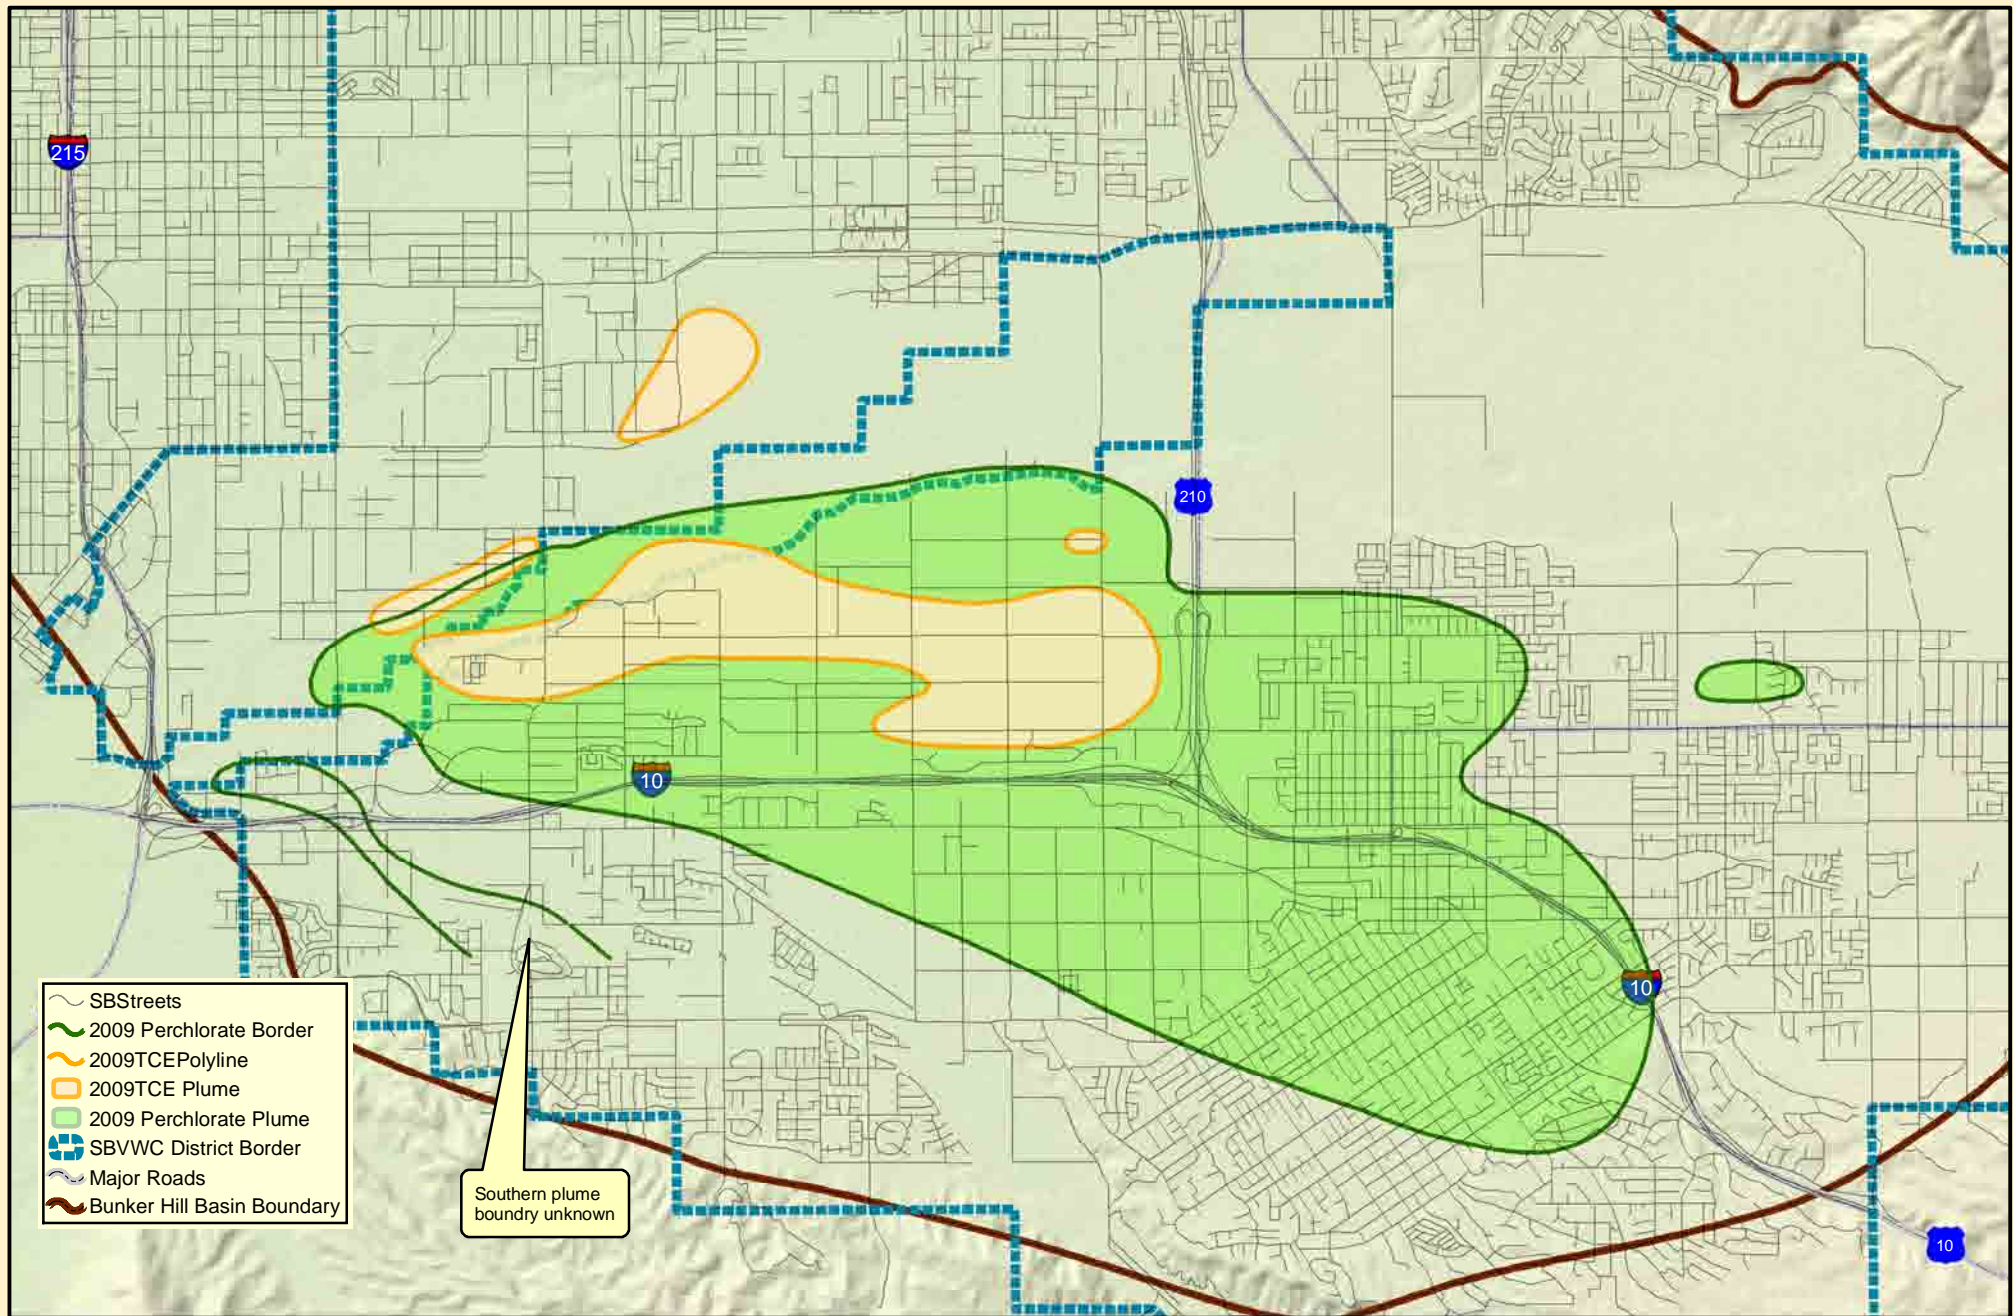 215
210
10
10
SBStreets
2009 Perchlorate Border
2009TCEPolyline
2009TCE Plume
2009 Perchlorate Plume
SBVWC District Border
Major Roads
Bunker Hill Basin Boundary
Southern plume
boundry unknown
10